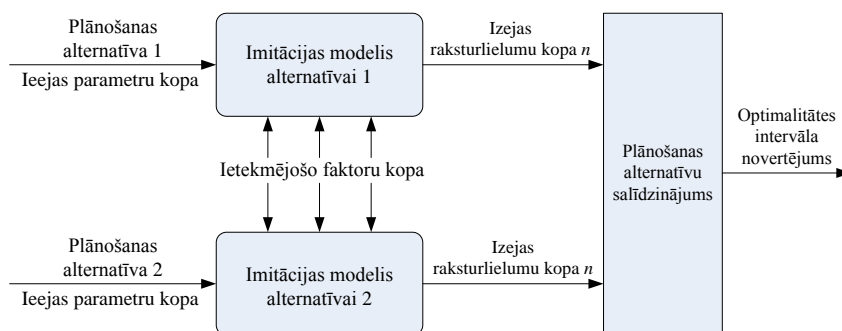 Plānošanas
alternatīva 1
Ieejas parametru kopa
Imitācijas modelis
alternatīvai 1
Izejas
raksturlielumu kopa n
Ietekmējošo faktoru kopa
Plānošanas
alternatīvu
salīdzinājums
Optimalitātes
intervāla
novertējums
Plānošanas
alternatīva 2
Ieejas parametru kopa
Imitācijas modelis
alternatīvai 2
Izejas
raksturlielumu kopa n